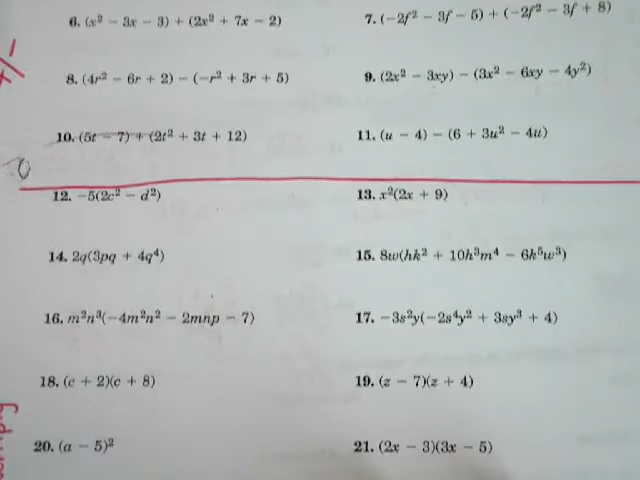 6. (x² − 3x − 3) + (2x² + 7x − 2)
7. (−2f² − 3f − 5) + (−2f² − 3f + 8)
+/−
8. (4r² − 6r + 2) − (−r² + 3r + 5)
9. (2x² − 3xy) − (3x² − 6xy − 4y²)
10. (5t − 7) + (2t² + 3t + 12)
11. (u − 4) − (6 + 3u² − 4u)
12. −5(2c² − d²)
13. x²(2x + 9)
14. 2q(3pq + 4q⁴)
15. 8w(hk² + 10h³m⁴ − 6k⁵w³)
16. m²n³(−4m²n² − 2mnp − 7)
17. −3s²y(−2s⁴y² + 3sy³ + 4)
18. (c + 2)(c + 8)
19. (z − 7)(z + 4)
20. (a − 5)²
21. (2x − 3)(3x − 5)